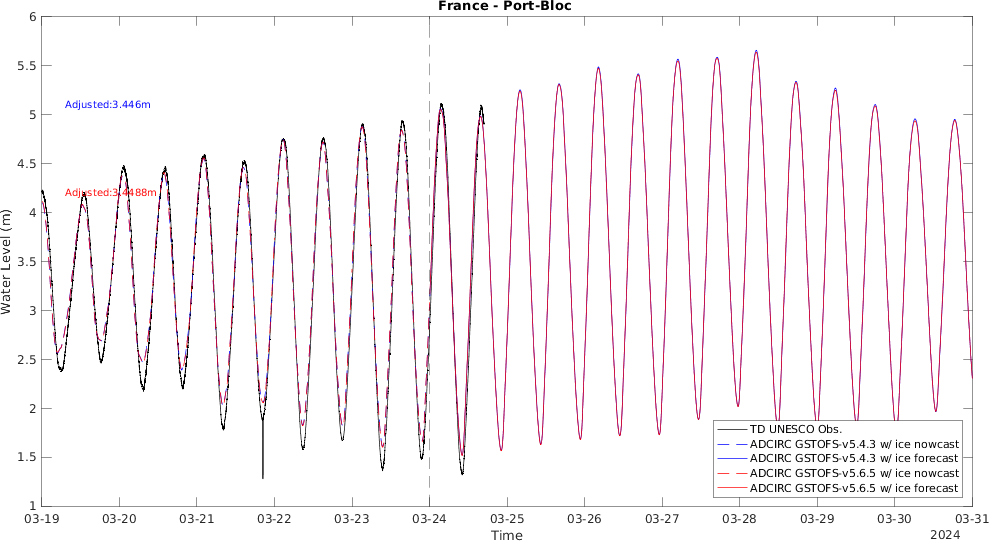 France - Port-Bloc
6
5.5
5
4.5
4
3.5
3
2.5
2
1.5
1
Water Level (m)
Adjusted:3.446m
Adjusted:3.4488m
TD UNESCO Obs.
ADCIRC GSTOFS-v5.4.3 w/ ice nowcast
ADCIRC GSTOFS-v5.4.3 w/ ice forecast
ADCIRC GSTOFS-v5.6.5 w/ ice nowcast
ADCIRC GSTOFS-v5.6.5 w/ ice forecast
03-19 03-20 03-21 03-22 03-23 03-24 03-25 03-26 03-27 03-28 03-29 03-30 03-31
Time
2024